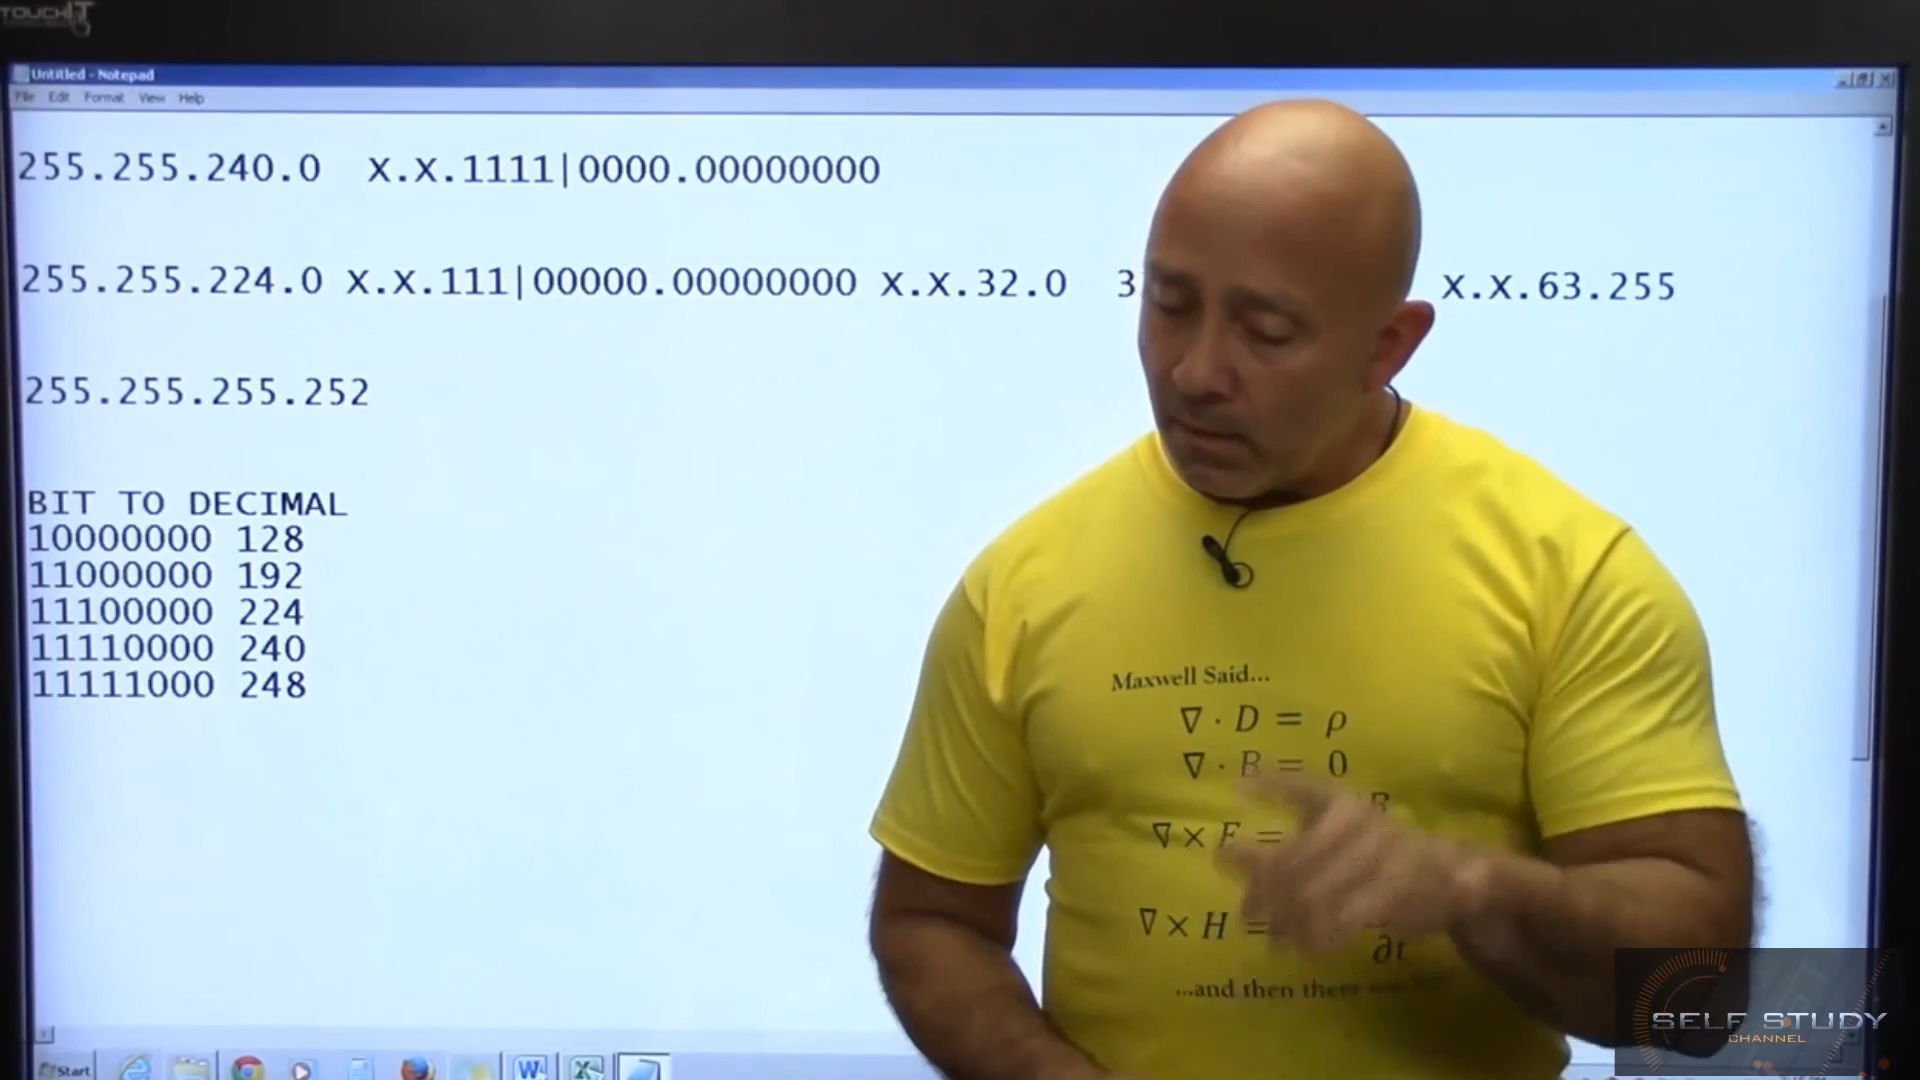 TOUCHIT
Untitled - Notepad
File Edit Format View Help
255.255.240.0 x.x.1111|0000.00000000
255.255.224.0 x.x.111|00000.00000000 x.x.32.0 3 x.x.63.255
255.255.255.252
BIT TO DECIMAL
10000000 128
11000000 192
11100000 224
11110000 240
11111000 248
Maxwell Said...
∇ · D = ρ
∇ · B = 0
∇ × E =
∇ × H =
∂t
...and then there
SELF STUDY
CHANNEL
Start